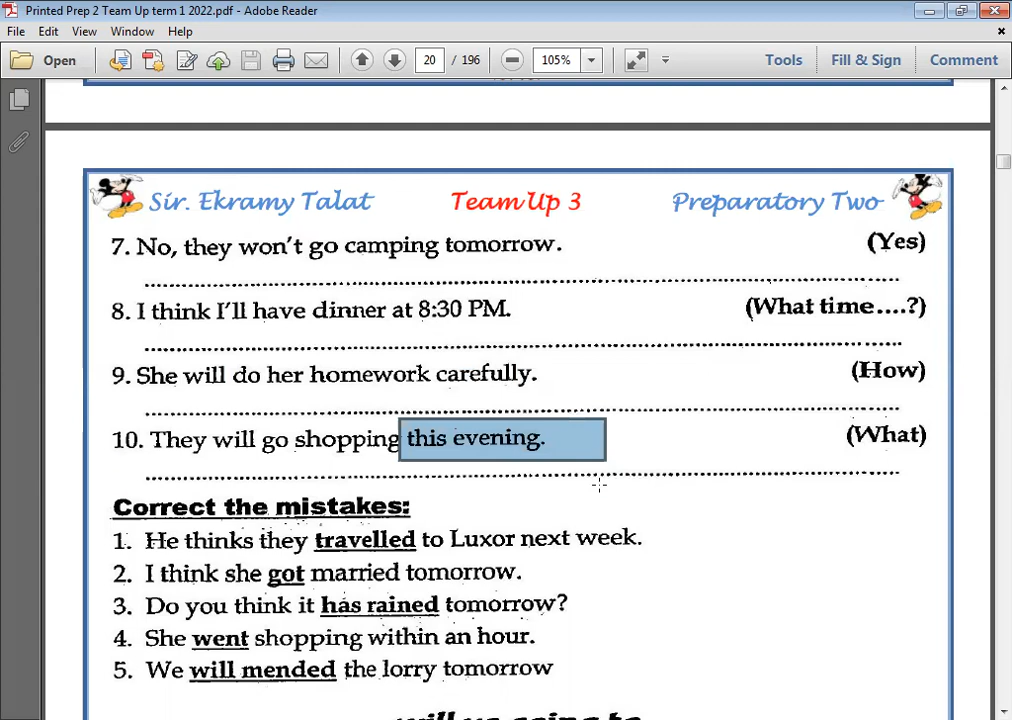 Printed Prep 2 Team Up term 1 2022.pdf - Adobe Reader
File Edit View Window Help
Open 20 / 196 105% Tools Fill & Sign Comment
Sir. Ekramy Talat Team Up 3 Preparatory Two
7. No, they won't go camping tomorrow. (Yes)
8. I think I'll have dinner at 8:30 PM. (What time....?)
9. She will do her homework carefully. (How)
10. They will go shopping this evening. (What)
Correct the mistakes:
1. He thinks they travelled to Luxor next week.
2. I think she got married tomorrow.
3. Do you think it has rained tomorrow?
4. She went shopping within an hour.
5. We will mended the lorry tomorrow